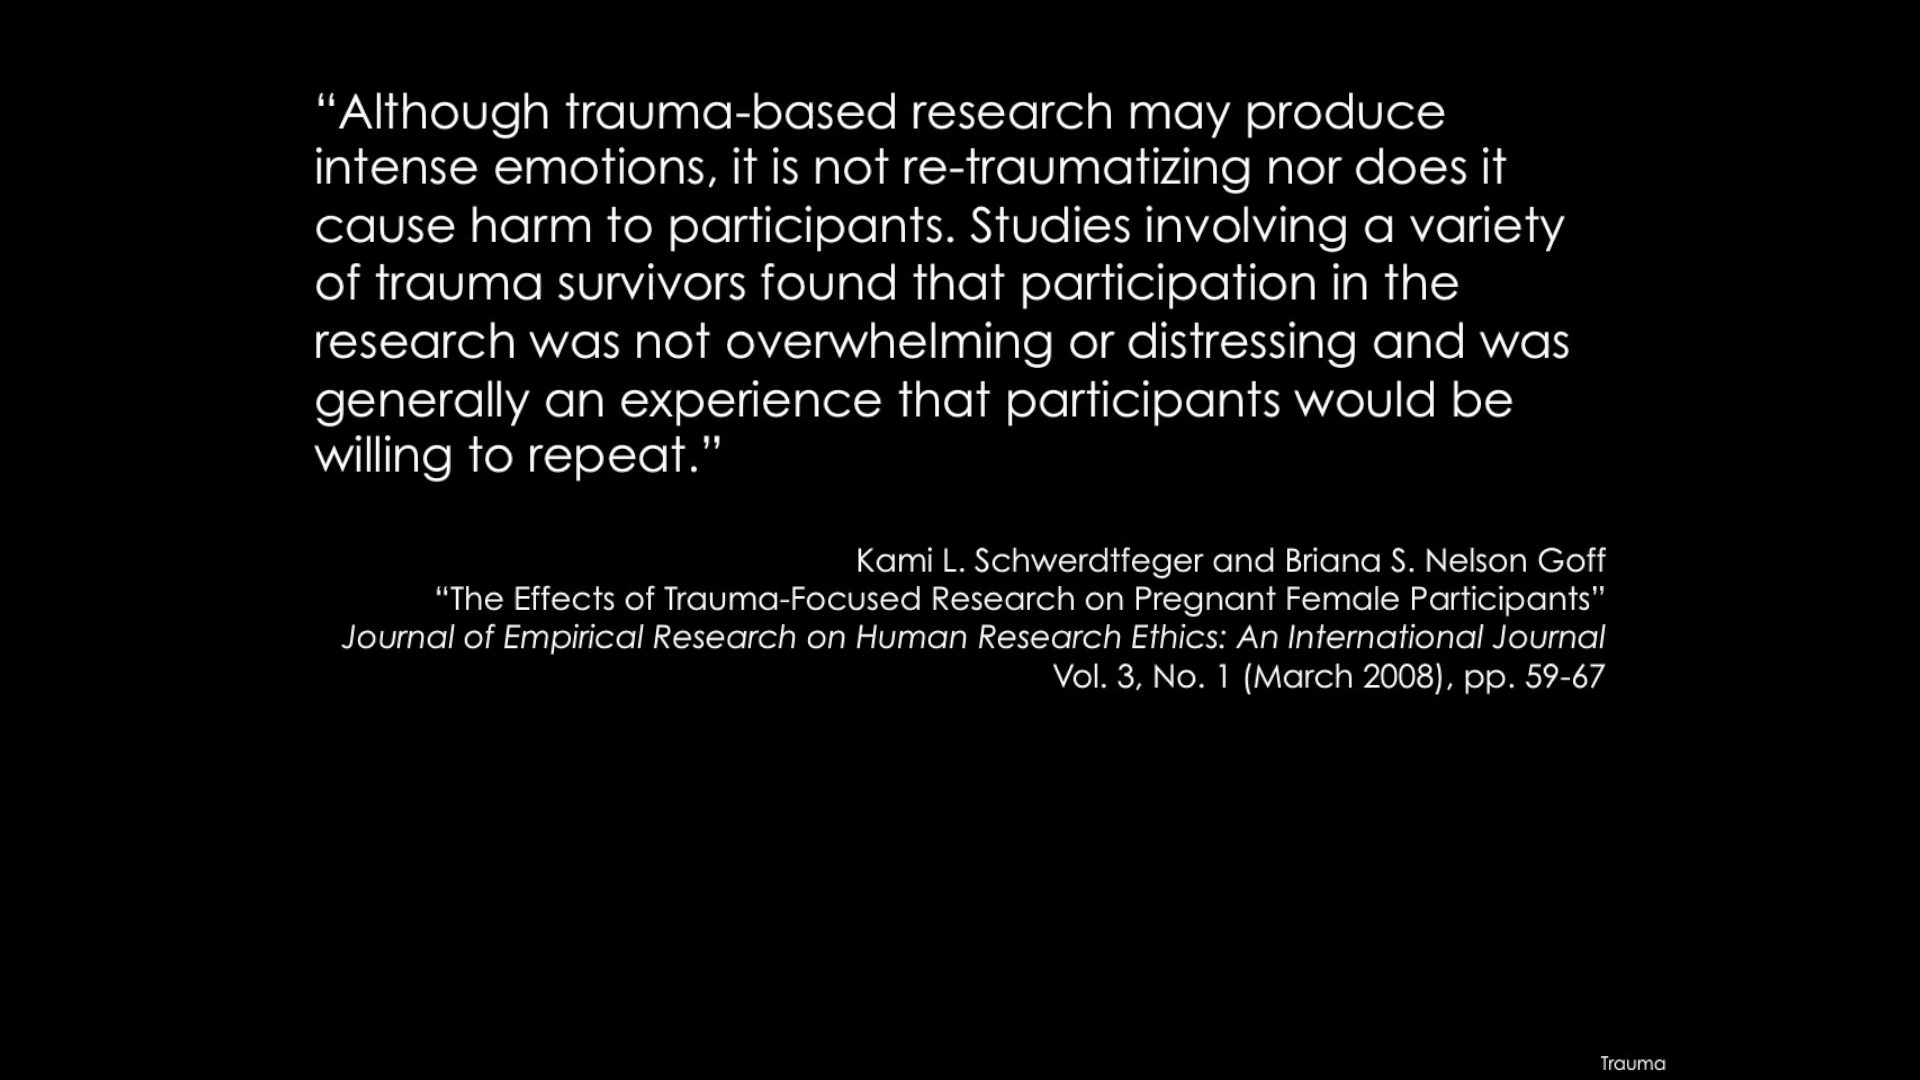 “Although trauma-based research may produce
intense emotions, it is not re-traumatizing nor does it
cause harm to participants. Studies involving a variety
of trauma survivors found that participation in the
research was not overwhelming or distressing and was
generally an experience that participants would be
willing to repeat.”
Kami L. Schwerdtfeger and Briana S. Nelson Goff
“The Effects of Trauma-Focused Research on Pregnant Female Participants”
Journal of Empirical Research on Human Research Ethics: An International Journal
Vol. 3, No. 1 (March 2008), pp. 59-67
Trauma